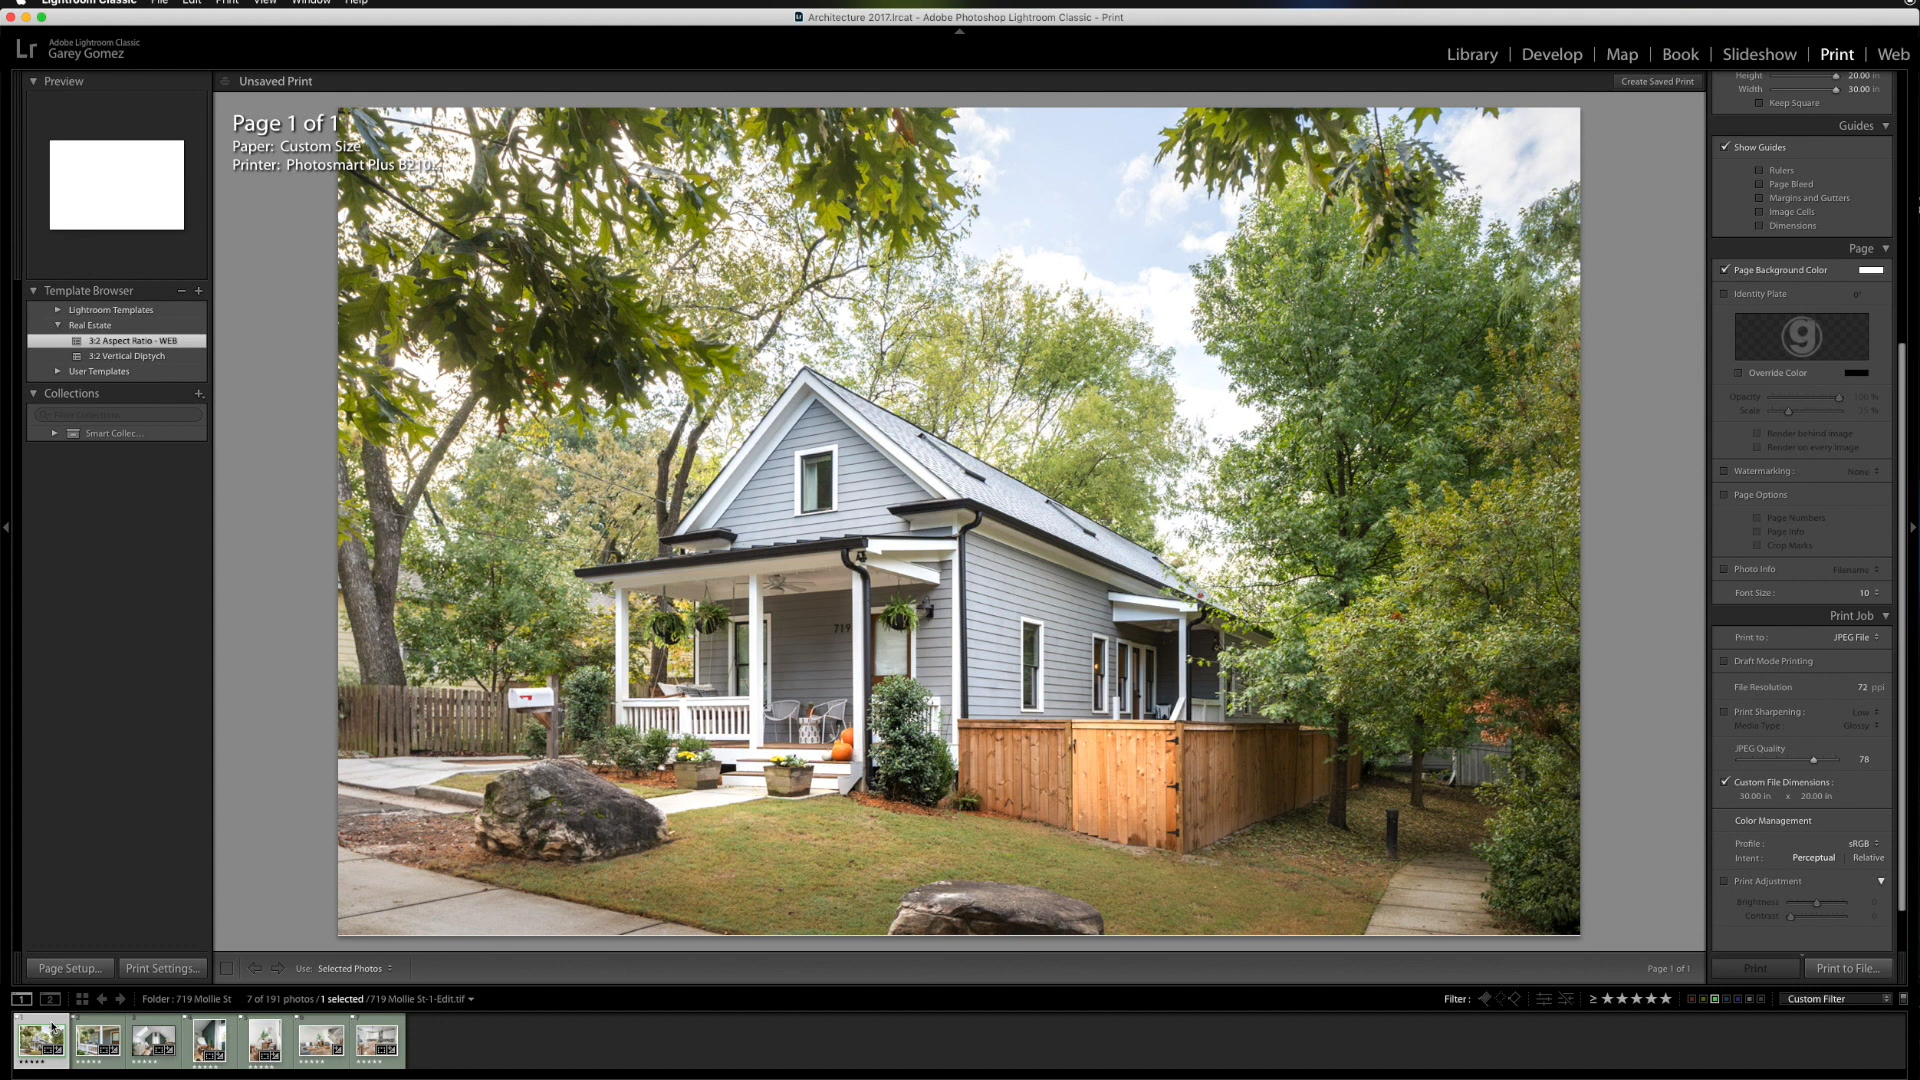 Lightroom Classic File Edit Print View Window Help
Architecture 2017.lrcat - Adobe Photoshop Lightroom Classic - Print
Lr
Adobe Lightroom Classic
Garey Gomez
Library | Develop | Map | Book | Slideshow | Print | Web
Preview
Unsaved Print
Create Saved Print
Page 1 of 1
Paper: Custom Size
Printer: Photosmart Plus
Template Browser
Lightroom Templates
Real Estate
3:2 Aspect Ratio - WEB
3:2 Vertical Diptych
User Templates
Collections
Filter Collections
Smart Collec...
719
Height 20.00 in
Width 30.00 in
Keep Square
Guides
Show Guides
Rulers
Page Bleed
Margins and Gutters
Image Cells
Dimensions
Page
Page Background Color
Identity Plate 0°
g
Override Color
Opacity 100 %
Scale 35 %
Render behind image
Render on every image
Watermarking : None
Page Options
Page Numbers
Page Info
Crop Marks
Photo Info Filename
Font Size : 10
Print Job
Print to : JPEG File
Draft Mode Printing
File Resolution 72 ppi
Print Sharpening : Low
Media Type : Glossy
JPEG Quality
78
Custom File Dimensions :
30.00 in x 20.00 in
Color Management
Profile : sRGB
Intent : Perceptual Relative
Print Adjustment
Brightness 0
Contrast 0
Page Setup... Print Settings...
Use: Selected Photos
Page 1 of 1
Print Print to File...
1 2 Folder : 719 Mollie St 7 of 191 photos / 1 selected / 719 Mollie St-1-Edit.tif
Filter : ≥ ★★★★★ Custom Filter